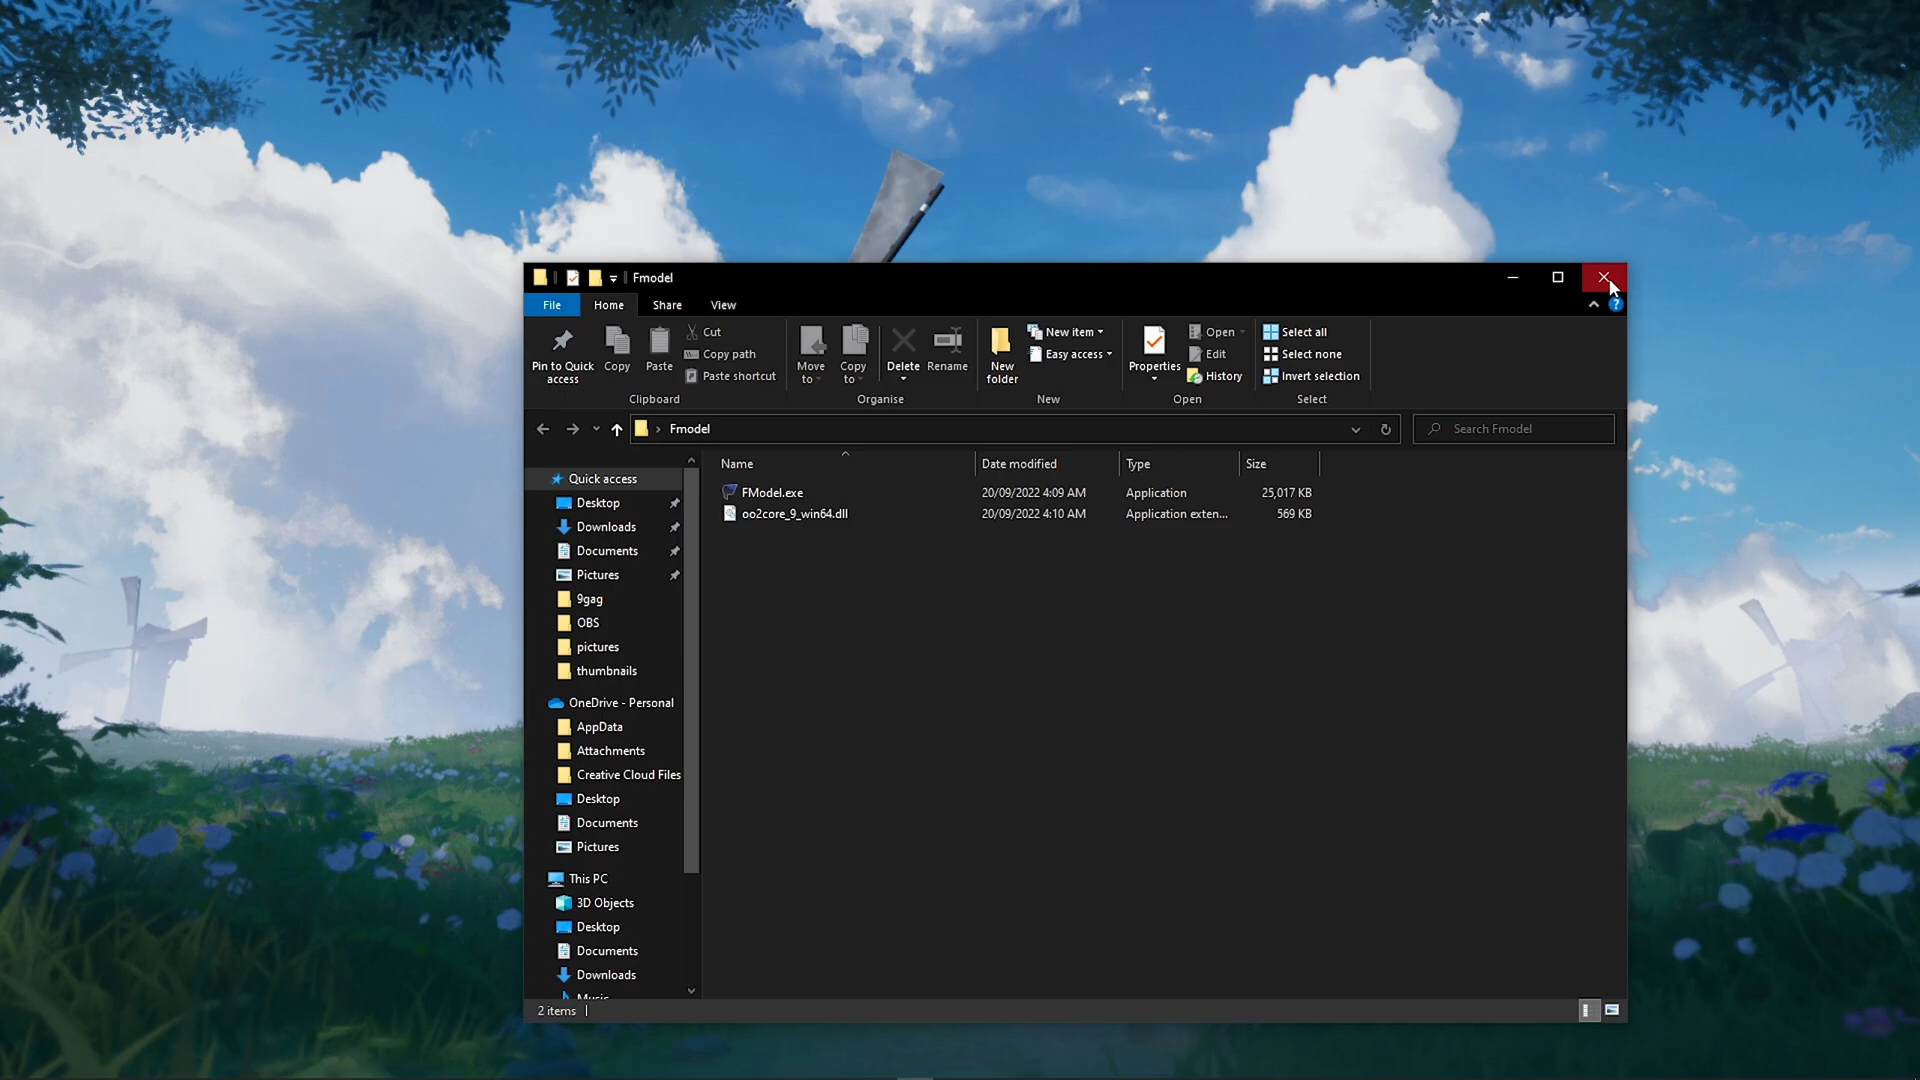 Fmodel
File Home Share View
Pin to Quick access
Copy
Paste
Cut
Copy path
Paste shortcut
Clipboard
Move to
Copy to
Delete
Rename
Organise
New folder
New item
Easy access
New
Properties
Open
Edit
History
Open
Select all
Select none
Invert selection
Select
Fmodel
Search Fmodel
Name Date modified Type Size
FModel.exe 20/09/2022 4:09 AM Application 25,017 KB
oo2core_9_win64.dll 20/09/2022 4:10 AM Application exten... 569 KB
Quick access
Desktop
Downloads
Documents
Pictures
9gag
OBS
pictures
thumbnails
OneDrive - Personal
AppData
Attachments
Creative Cloud Files
Desktop
Documents
Pictures
This PC
3D Objects
Desktop
Documents
Downloads
Music
2 items